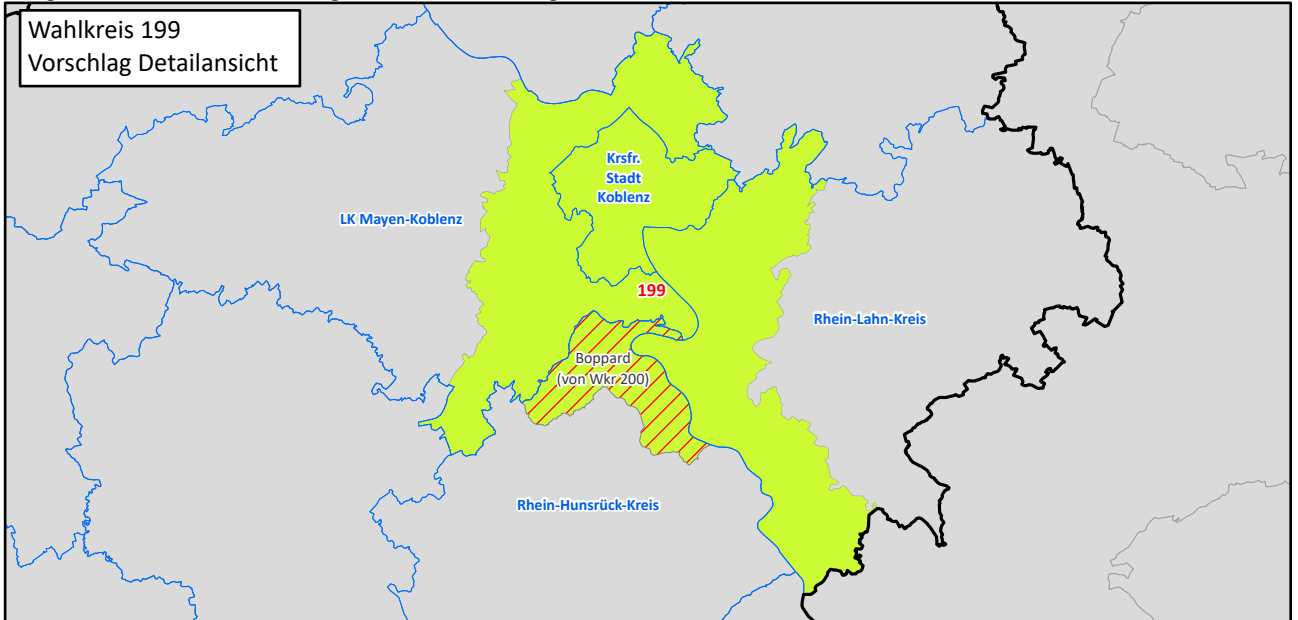 Wahlkreis 199
Vorschlag Detailansicht
Krsfr.
Stadt
Koblenz
LK Mayen-Koblenz
199
Rhein-Lahn-Kreis
Boppard
(von Wkr 200)
Rhein-Hunsrück-Kreis